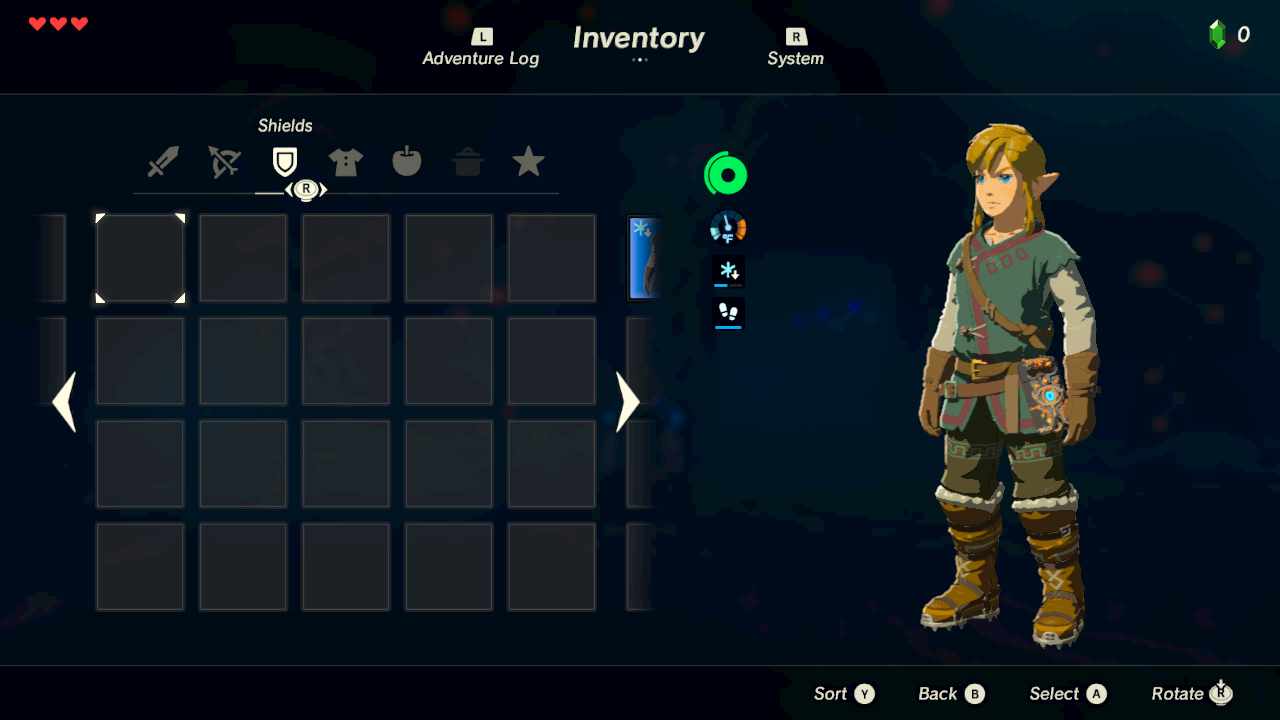 L
Inventory
R
0
Adventure Log
System
Shields
R
°F
Sort Y
Back B
Select A
Rotate R